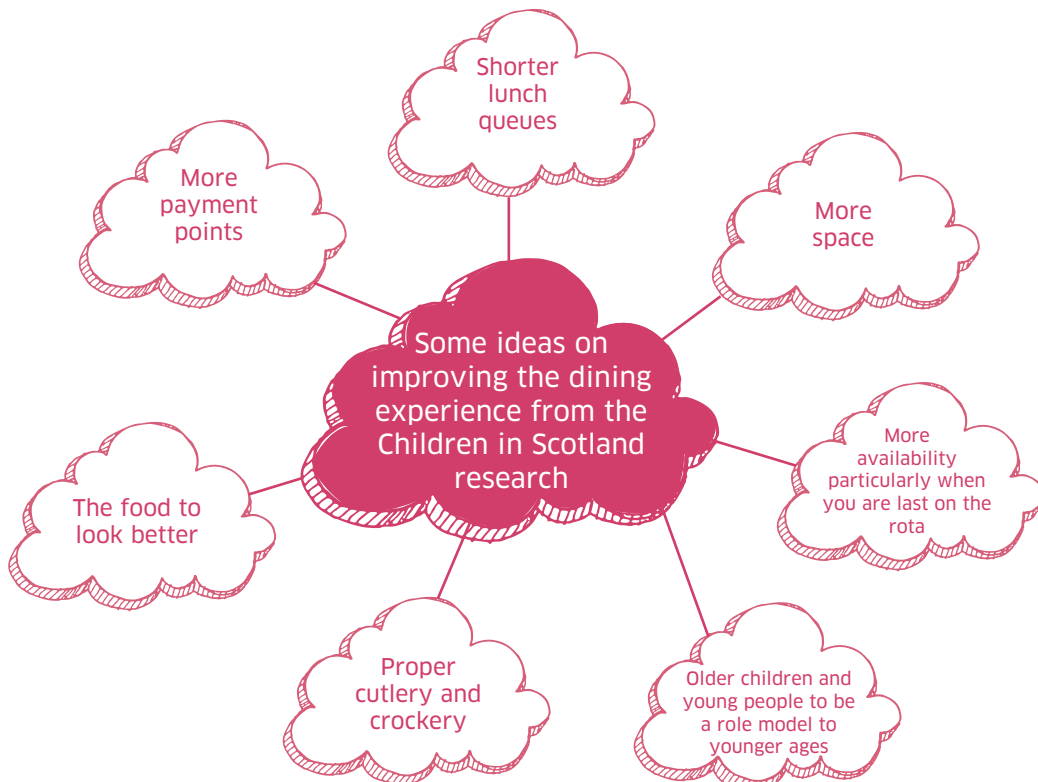 Shorter
lunch
queues
More
payment
points
More
space
Some ideas on
improving the dining
experience from the
Children in Scotland
research
More
availability
particularly when
you are last on the
rota
The food to
look better
Proper
cutlery and
crockery
Older children and
young people to be
a role model to
younger ages